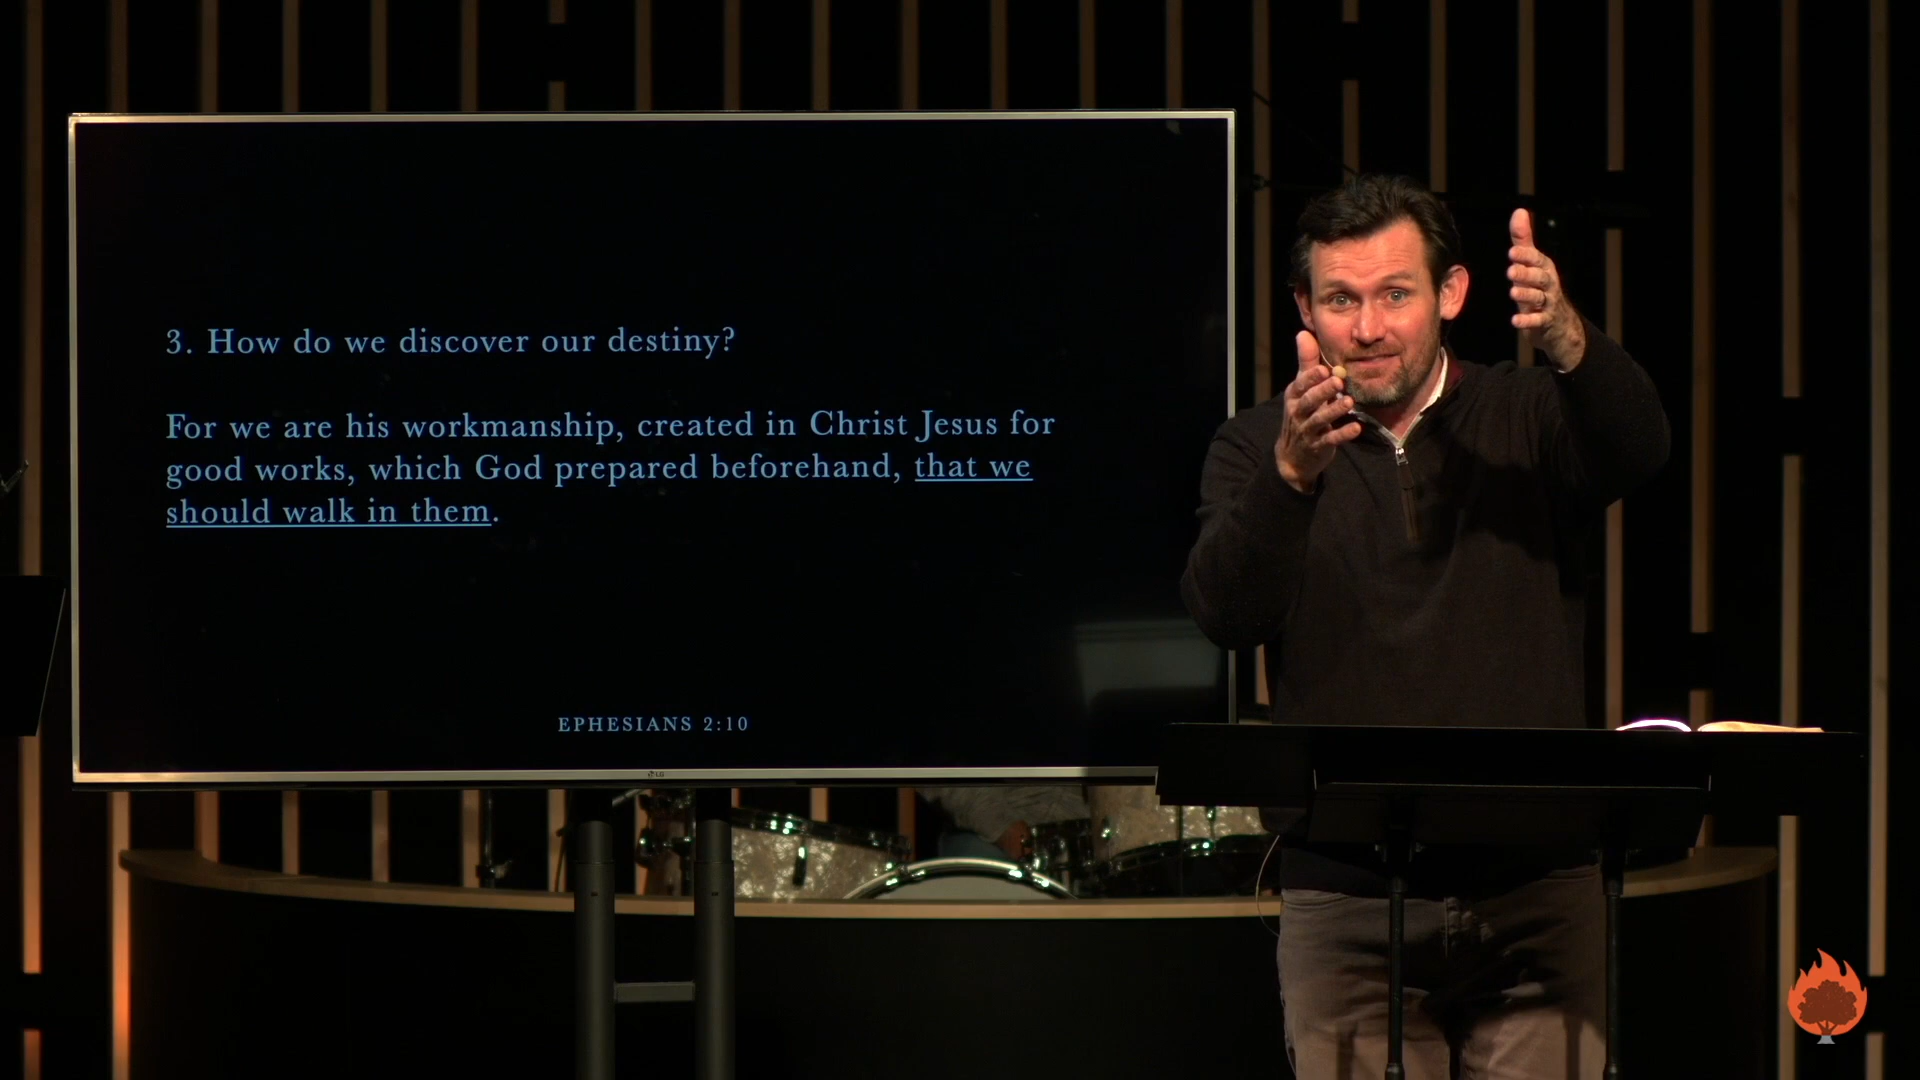 3. How do we discover our destiny?
For we are his workmanship, created in Christ Jesus for
good works, which God prepared beforehand, that we
should walk in them.
EPHESIANS 2:10
LG